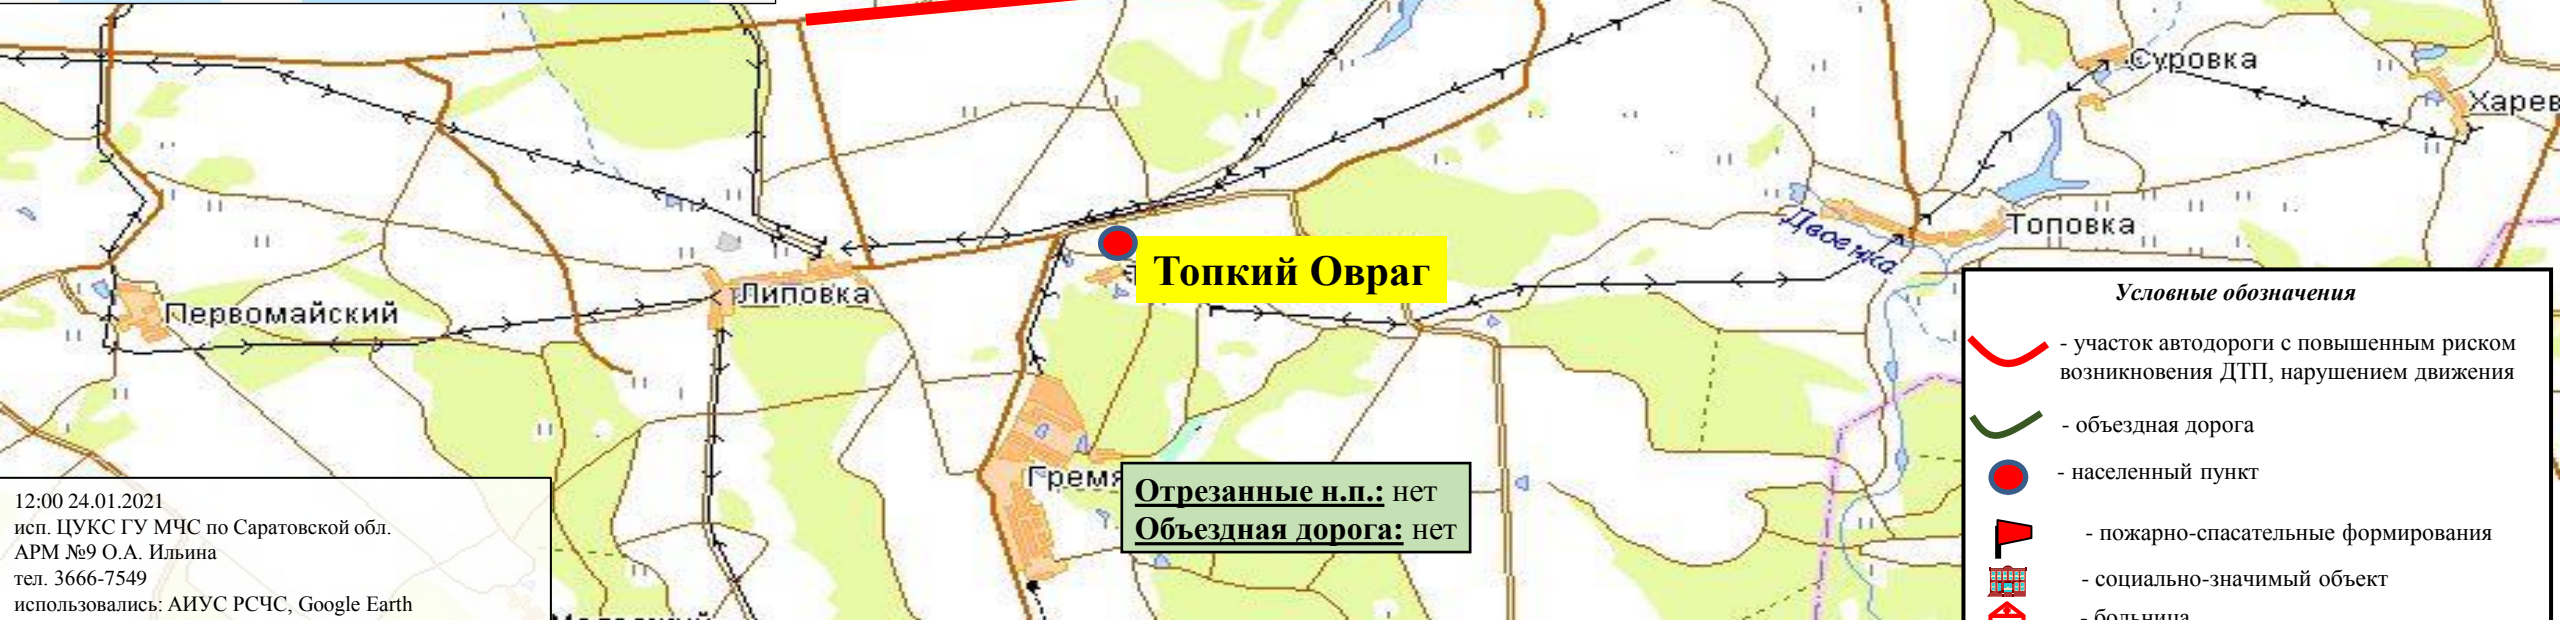 Суровка
Топкий Овраг
Двоенка
Топовка
Первомайский
Липовка
Отрезанные н.п.: нет
Объездная дорога: нет
12:00 24.01.2021
исп. ЦУКС ГУ МЧС по Саратовской обл.
АРМ №9 О.А. Ильина
тел. 3666-7549
использовались: АИУС РСЧС, Google Earth
Условные обозначения
- участок автодороги с повышенным риском
возникновения ДТП, нарушением движения
- объездная дорога
- населенный пункт
- пожарно-спасательные формирования
- социально-значимый объект
- больница